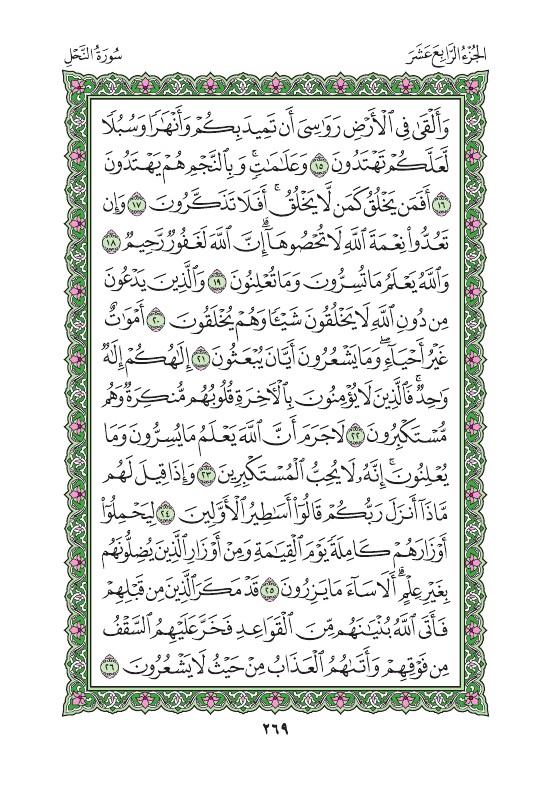 الجُزْءُ الرَّابِعَ عَشَرَ
سُورَةُ النَّحْلِ
وَأَلْقَىٰ فِي ٱلْأَرْضِ رَوَٰسِيَ أَن تَمِيدَ بِكُمْ وَأَنْهَٰرًا وَسُبُلًا
لَّعَلَّكُمْ تَهْتَدُونَ ١٥ وَعَلَٰمَٰتٍ ۚ وَبِٱلنَّجْمِ هُمْ يَهْتَدُونَ
١٦ أَفَمَن يَخْلُقُ كَمَن لَّا يَخْلُقُ ۗ أَفَلَا تَذَكَّرُونَ ١٧ وَإِن
تَعُدُّوا۟ نِعْمَةَ ٱللَّهِ لَا تُحْصُوهَآ ۗ إِنَّ ٱللَّهَ لَغَفُورٌ رَّحِيمٌ ١٨
وَٱللَّهُ يَعْلَمُ مَا تُسِرُّونَ وَمَا تُعْلِنُونَ ١٩ وَٱلَّذِينَ يَدْعُونَ
مِن دُونِ ٱللَّهِ لَا يَخْلُقُونَ شَيْـًٔا وَهُمْ يُخْلَقُونَ ٢٠ أَمْوَٰتٌ
غَيْرُ أَحْيَآءٍ ۖ وَمَا يَشْعُرُونَ أَيَّانَ يُبْعَثُونَ ٢١ إِلَٰهُكُمْ إِلَٰهٌ
وَٰحِدٌ ۚ فَٱلَّذِينَ لَا يُؤْمِنُونَ بِٱلْـَٔاخِرَةِ قُلُوبُهُم مُّنكِرَةٌ وَهُم
مُّسْتَكْبِرُونَ ٢٢ لَا جَرَمَ أَنَّ ٱللَّهَ يَعْلَمُ مَا يُسِرُّونَ وَمَا
يُعْلِنُونَ ۚ إِنَّهُۥ لَا يُحِبُّ ٱلْمُسْتَكْبِرِينَ ٢٣ وَإِذَا قِيلَ لَهُم
مَّاذَآ أَنزَلَ رَبُّكُمْ ۙ قَالُوٓا۟ أَسَٰطِيرُ ٱلْأَوَّلِينَ ٢٤ لِيَحْمِلُوٓا۟
أَوْزَارَهُمْ كَامِلَةً يَوْمَ ٱلْقِيَٰمَةِ ۙ وَمِنْ أَوْزَارِ ٱلَّذِينَ يُضِلُّونَهُم
بِغَيْرِ عِلْمٍ ۗ أَلَا سَآءَ مَا يَزِرُونَ ٢٥ قَدْ مَكَرَ ٱلَّذِينَ مِن قَبْلِهِمْ
فَأَتَى ٱللَّهُ بُنْيَٰنَهُم مِّنَ ٱلْقَوَاعِدِ فَخَرَّ عَلَيْهِمُ ٱلسَّقْفُ
مِن فَوْقِهِمْ وَأَتَىٰهُمُ ٱلْعَذَابُ مِنْ حَيْثُ لَا يَشْعُرُونَ ٢٦
٢٦٩